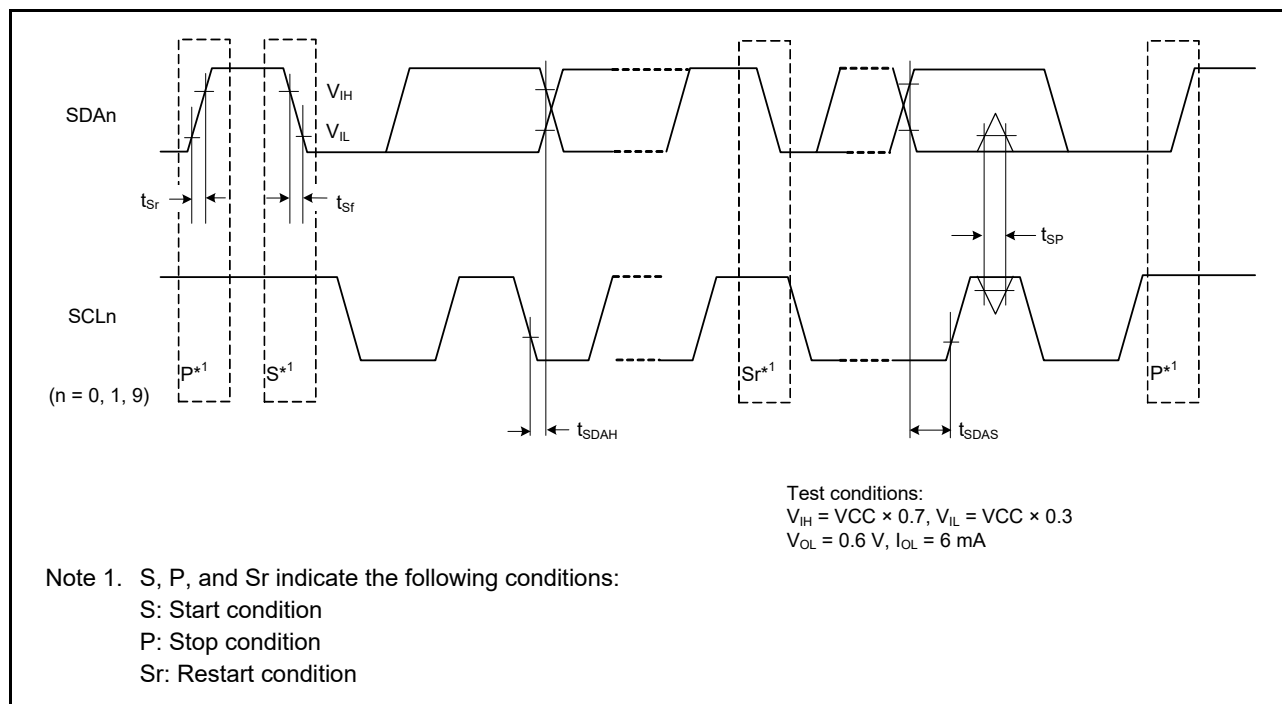 SDAn
V_IH
V_IL
t_Sr
t_Sf
t_SP
SCLn
P*¹
S*¹
Sr*¹
P*¹
(n = 0, 1, 9)
t_SDAH
t_SDAS
Test conditions:
V_IH = VCC × 0.7, V_IL = VCC × 0.3
V_OL = 0.6 V, I_OL = 6 mA
Note 1. S, P, and Sr indicate the following conditions:
S: Start condition
P: Stop condition
Sr: Restart condition